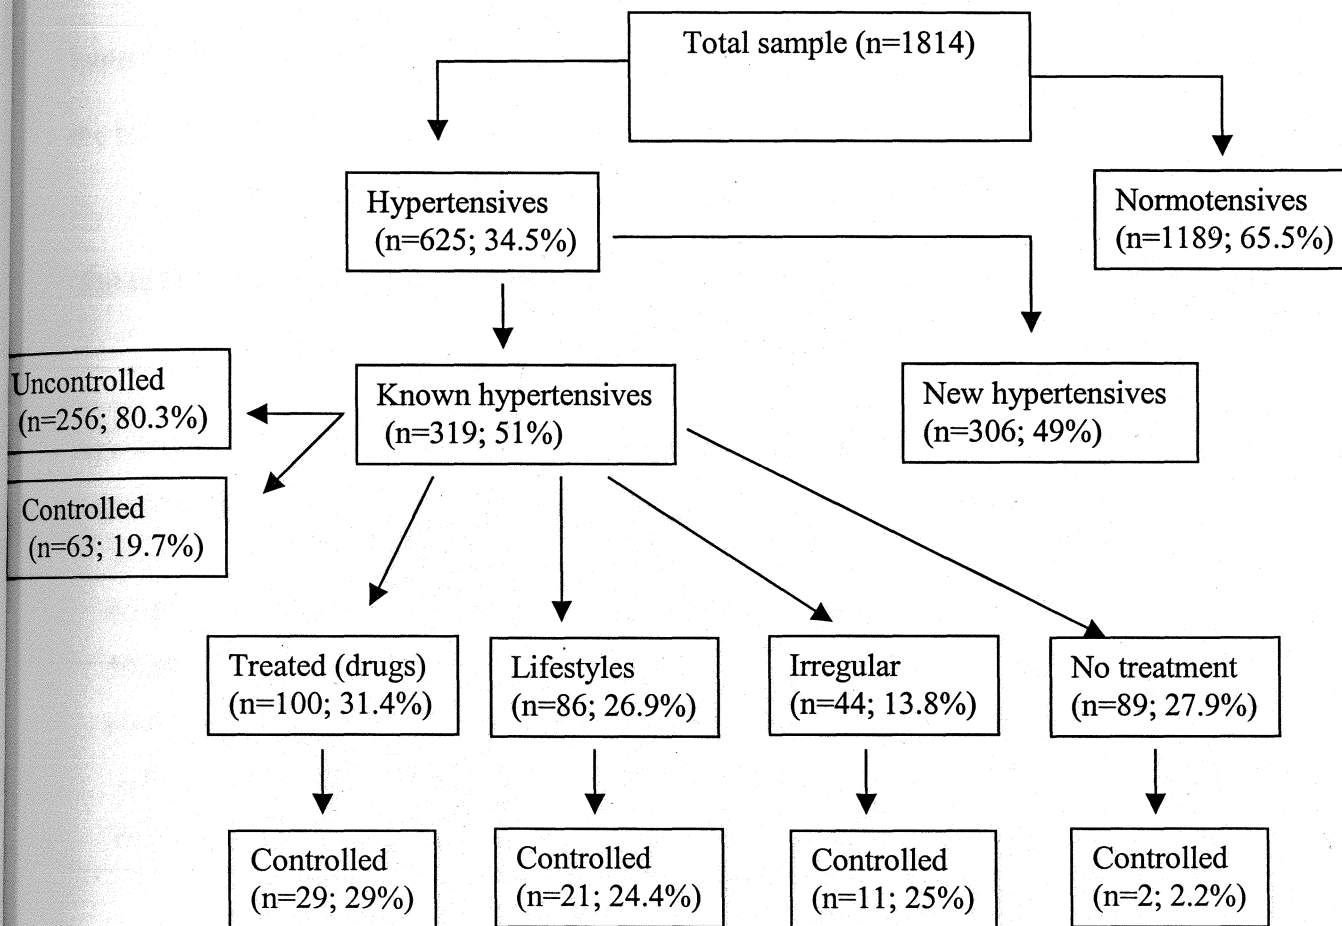 Total sample (n=1814)
Hypertensives
(n=625; 34.5%)
Normotensives
(n=1189; 65.5%)
Uncontrolled
(n=256; 80.3%)
Known hypertensives
(n=319; 51%)
New hypertensives
(n=306; 49%)
Controlled
(n=63; 19.7%)
Treated (drugs)
(n=100; 31.4%)
Lifestyles
(n=86; 26.9%)
Irregular
(n=44; 13.8%)
No treatment
(n=89; 27.9%)
Controlled
(n=29; 29%)
Controlled
(n=21; 24.4%)
Controlled
(n=11; 25%)
Controlled
(n=2; 2.2%)